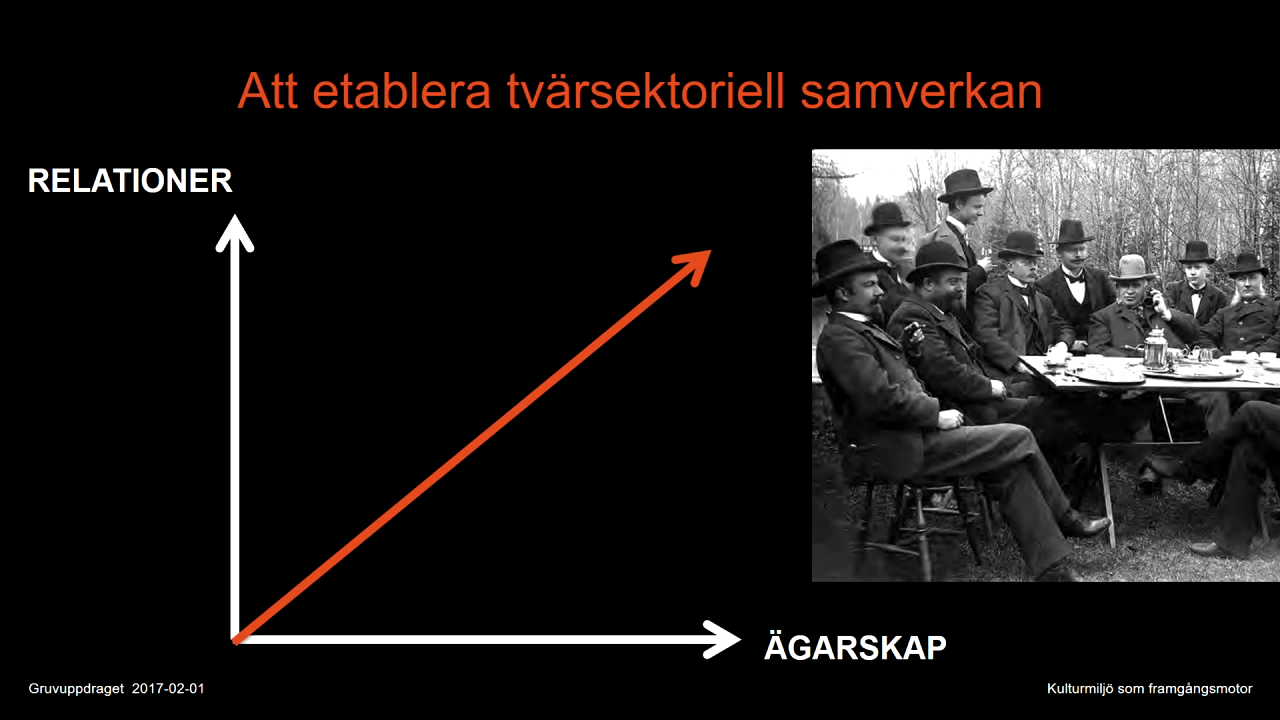 Att etablera tvärsektoriell samverkan
RELATIONER
ÄGARSKAP
Gruvuppdraget 2017-02-01
Kulturmiljö som framgångsmotor